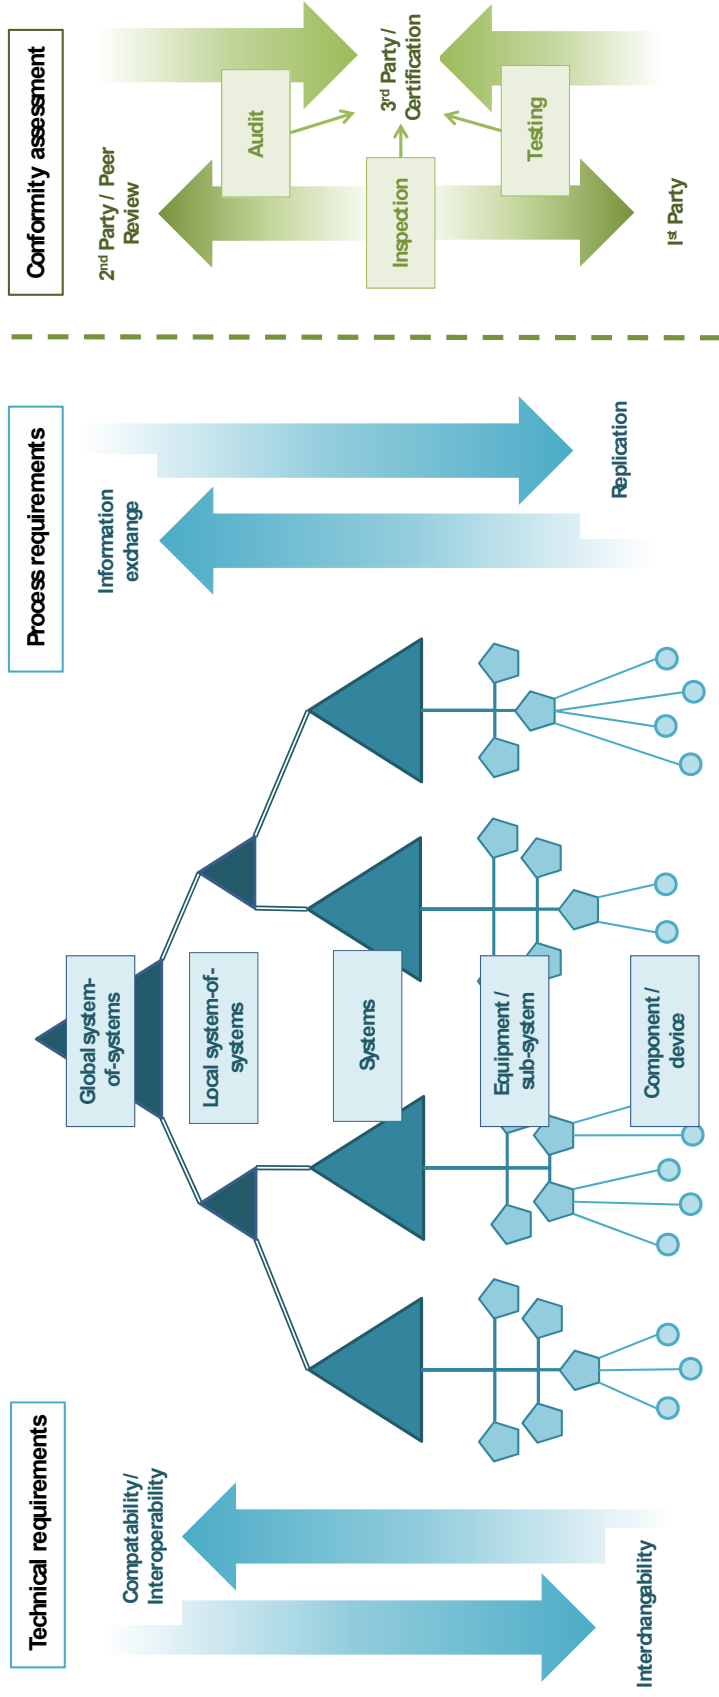 Technical requirements
Process requirements
Conformity assessment
Compatability/
Interoperability
Interchangability
Global system-
of-systems
Local system-of-
systems
Systems
Equipment /
sub-system
Component /
device
Information
exchange
Replication
2nd Party / Peer
Review
Audit
3rd Party /
Certification
Inspection
Testing
1st Party